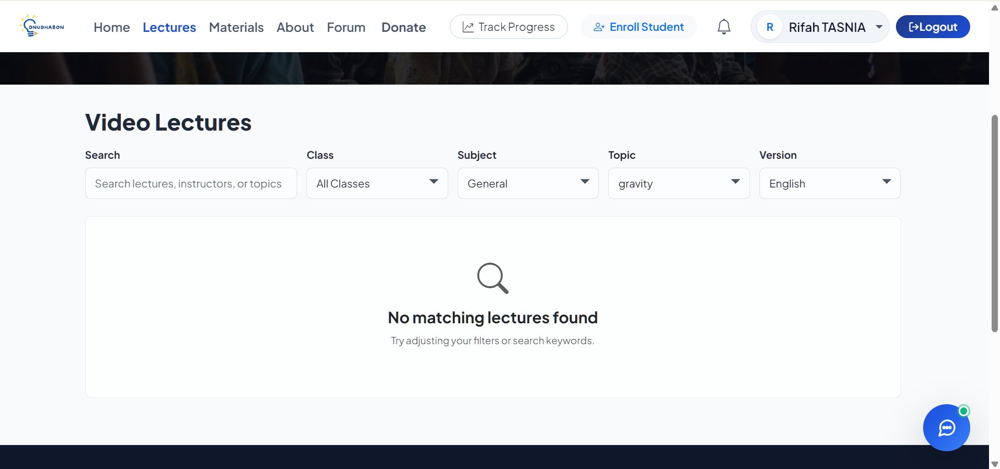 ONUDHABON
Home Lectures Materials About Forum Donate Track Progress Enroll Student R Rifah TASNIA Logout
Video Lectures
Search Class Subject Topic Version
Search lectures, instructors, or topics All Classes General gravity English
No matching lectures found
Try adjusting your filters or search keywords.